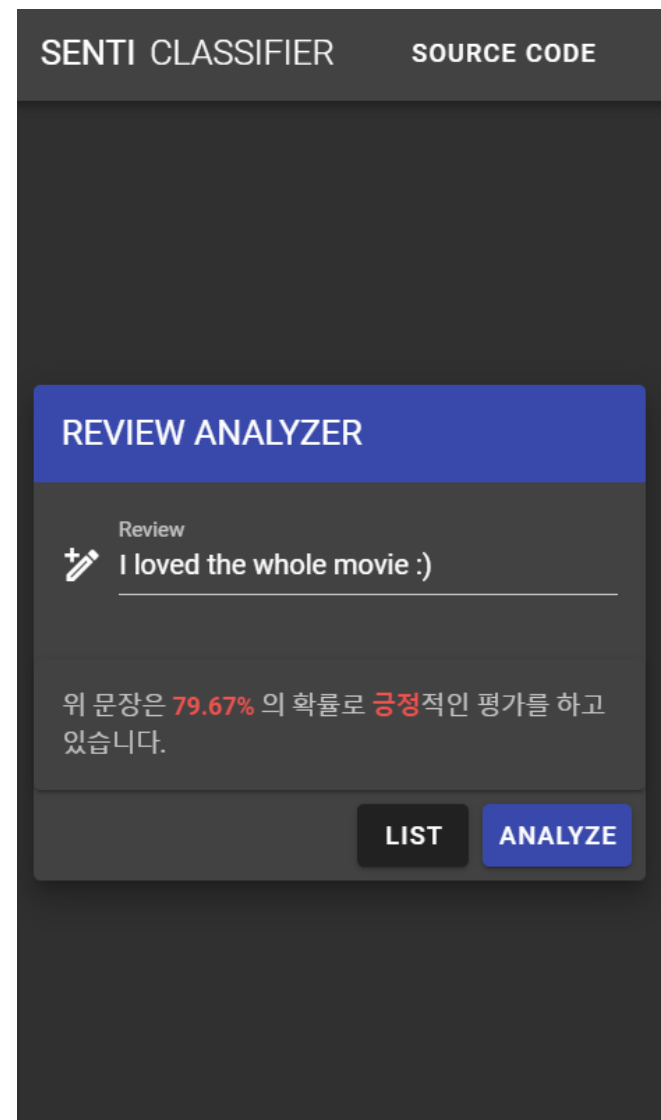 SENTI CLASSIFIER SOURCE CODE
REVIEW ANALYZER
Review
I loved the whole movie :)
위 문장은 79.67% 의 확률로 긍정적인 평가를 하고
있습니다.
LIST ANALYZE